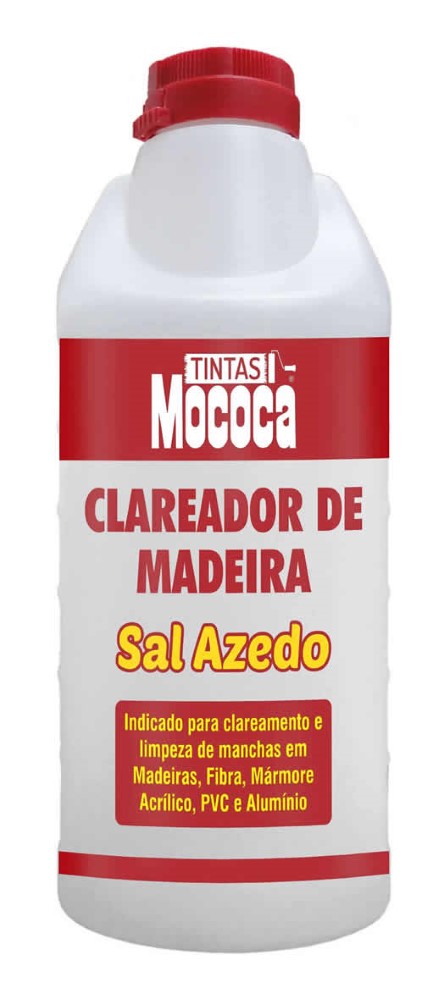 TINTAS
Mococa
CLAREADOR DE
MADEIRA
Sal Azedo
Indicado para clareamento e
limpeza de manchas em
Madeiras, Fibra, Mármore
Acrílico, PVC e Alumínio